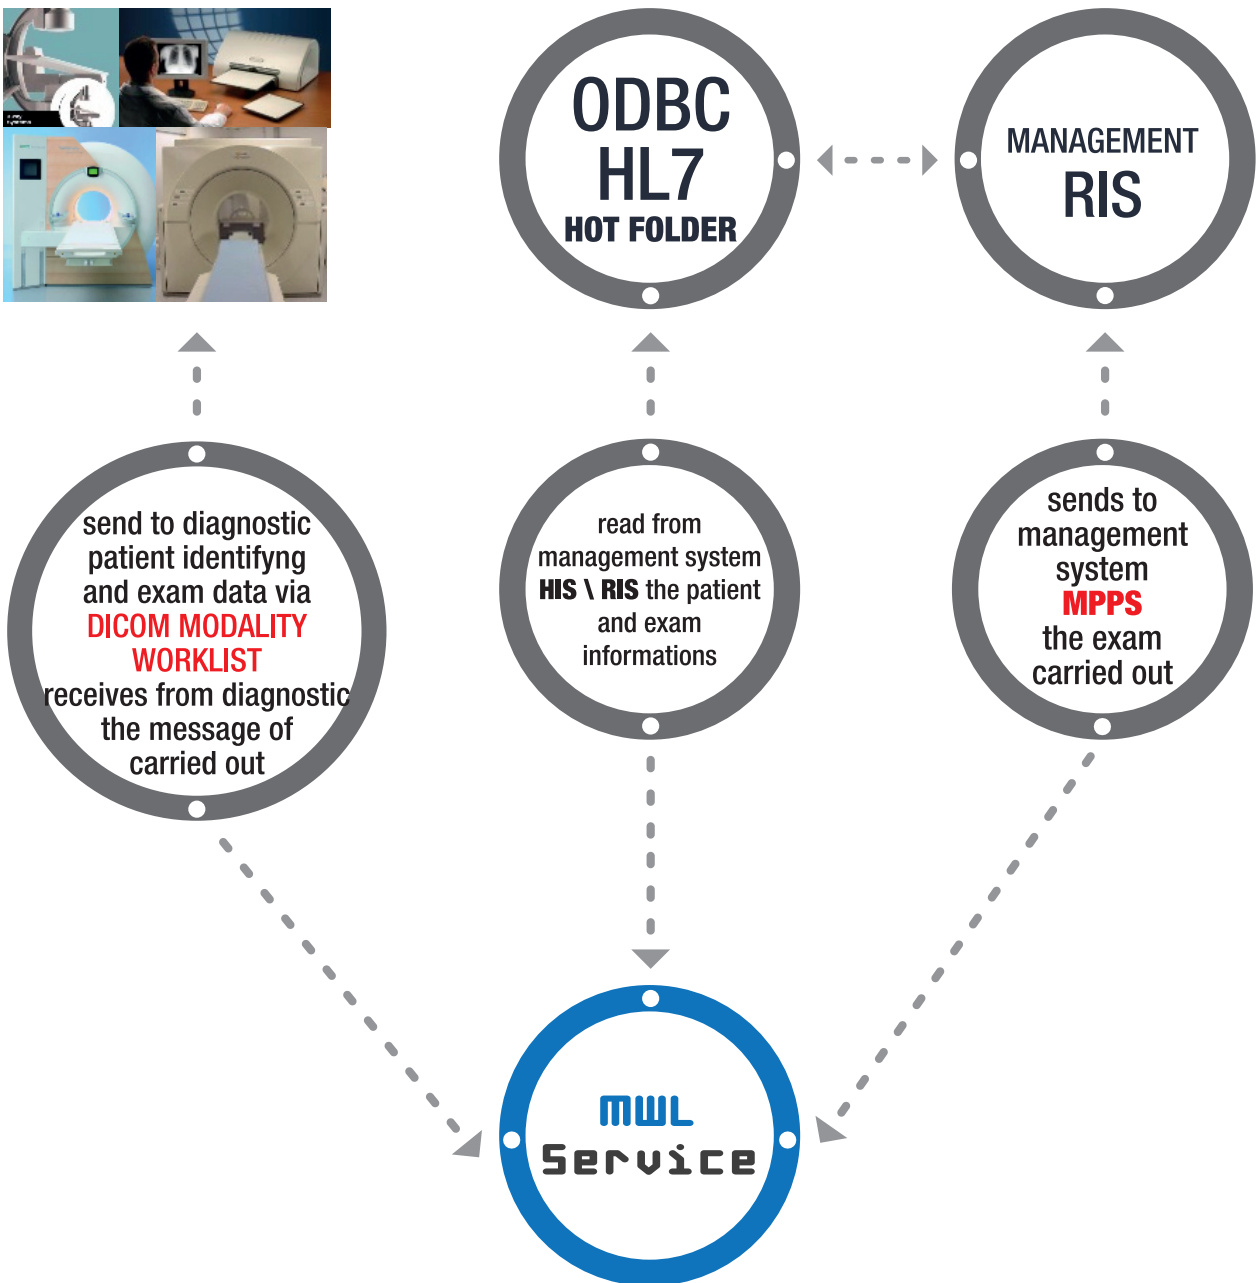 ODBC
HL7
HOT FOLDER
MANAGEMENT
RIS
send to diagnostic
patient identifyng
and exam data via
DICOM MODALITY
WORKLIST
receives from diagnostic
the message of
carried out
read from
management system
HIS \ RIS the patient
and exam
informations
sends to
management
system
MPPS
the exam
carried out
MWL
Service